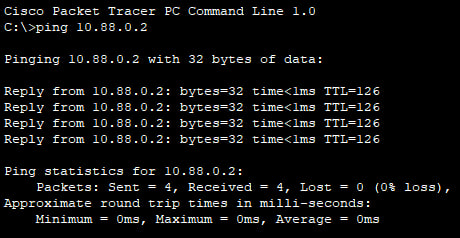 Cisco Packet Tracer PC Command Line 1.0
C:\>ping 10.88.0.2
Pinging 10.88.0.2 with 32 bytes of data:
Reply from 10.88.0.2: bytes=32 time<1ms TTL=126
Reply from 10.88.0.2: bytes=32 time<1ms TTL=126
Reply from 10.88.0.2: bytes=32 time<1ms TTL=126
Reply from 10.88.0.2: bytes=32 time<1ms TTL=126
Ping statistics for 10.88.0.2:
    Packets: Sent = 4, Received = 4, Lost = 0 (0% loss),
Approximate round trip times in milli-seconds:
    Minimum = 0ms, Maximum = 0ms, Average = 0ms